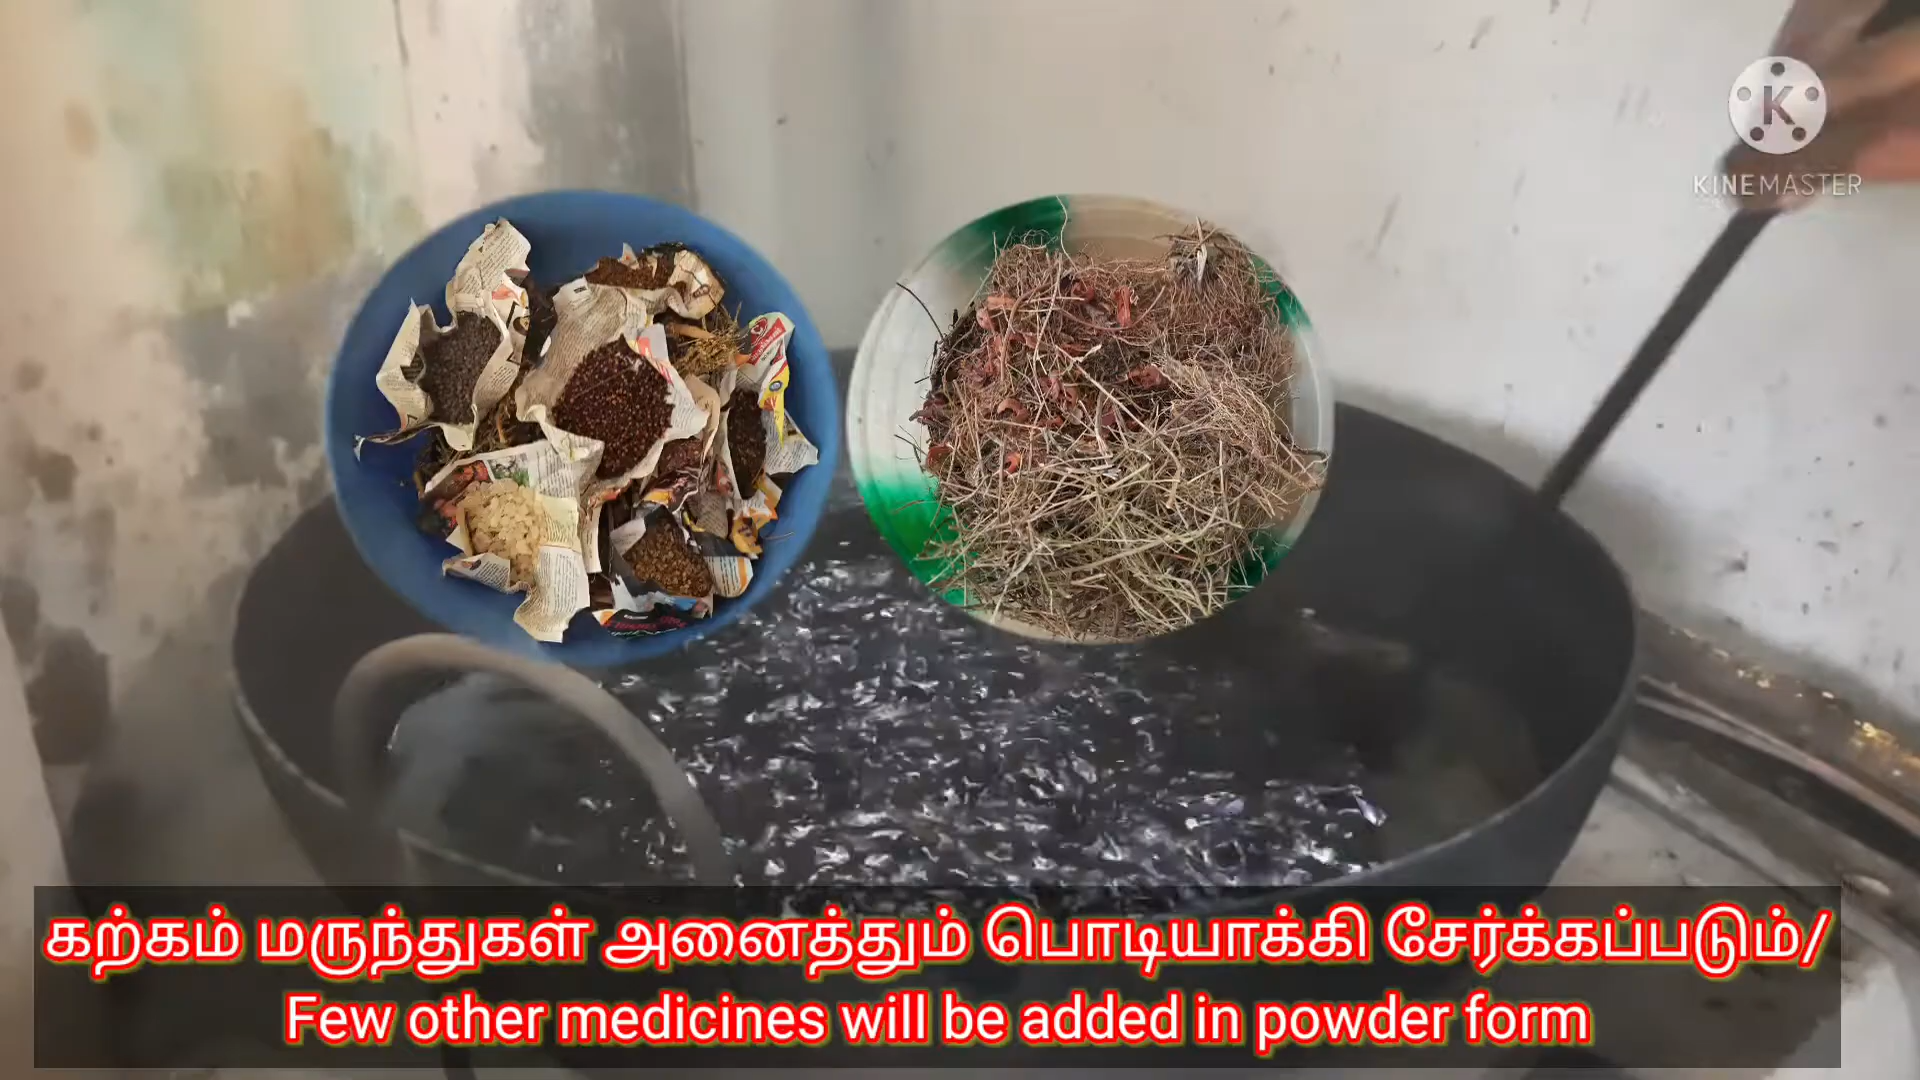 K
KINEMASTER
கற்கம் மருந்துகள் அனைத்தும் பொடியாக்கி சேர்க்கப்படும்/
Few other medicines will be added in powder form